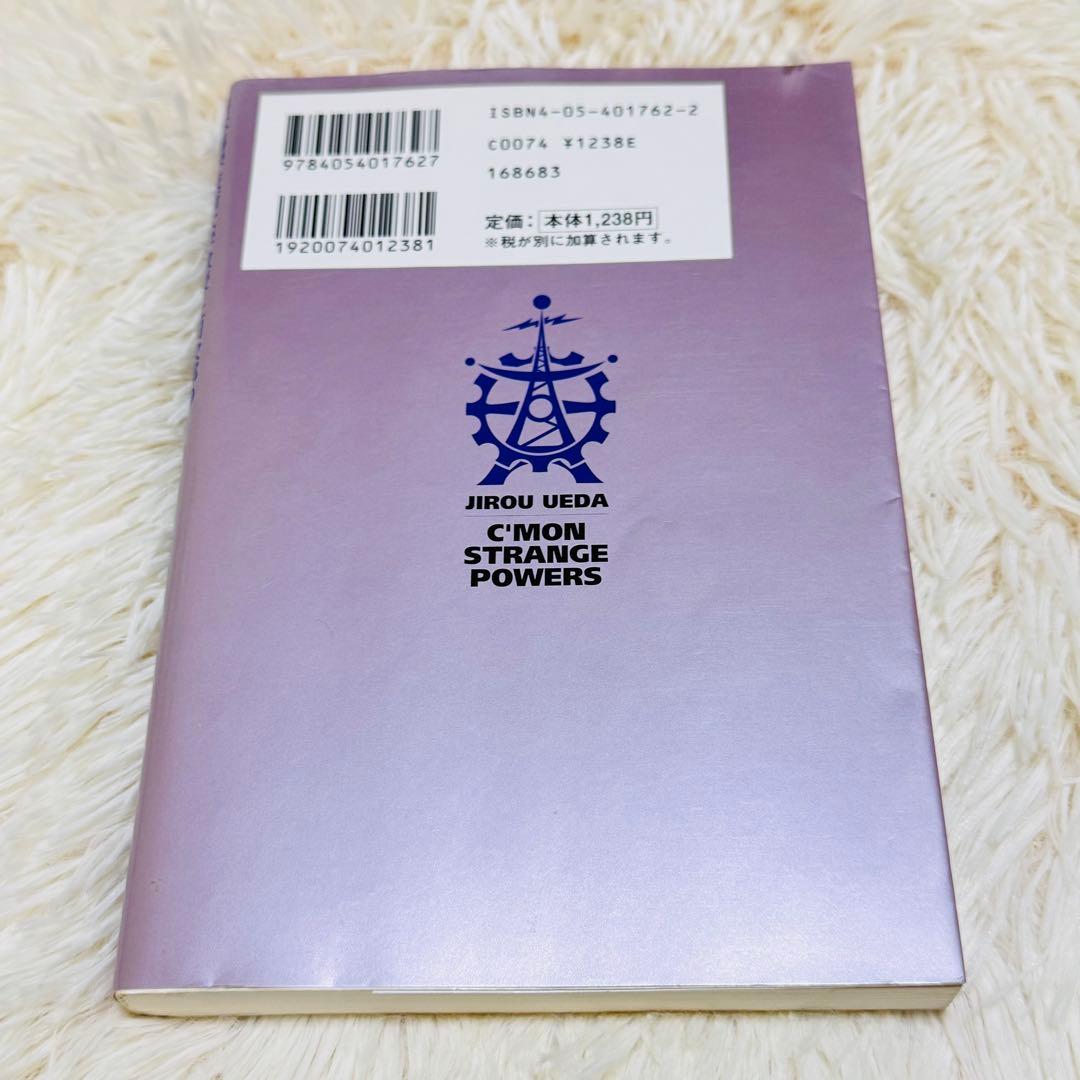 ISBN4-05-401762-2
C0074 ¥1238E
168683
9784054017627
1920074012381
定価：本体1,238円
※税が別に加算されます。
JIROU UEDA
C'MON
STRANGE
POWERS